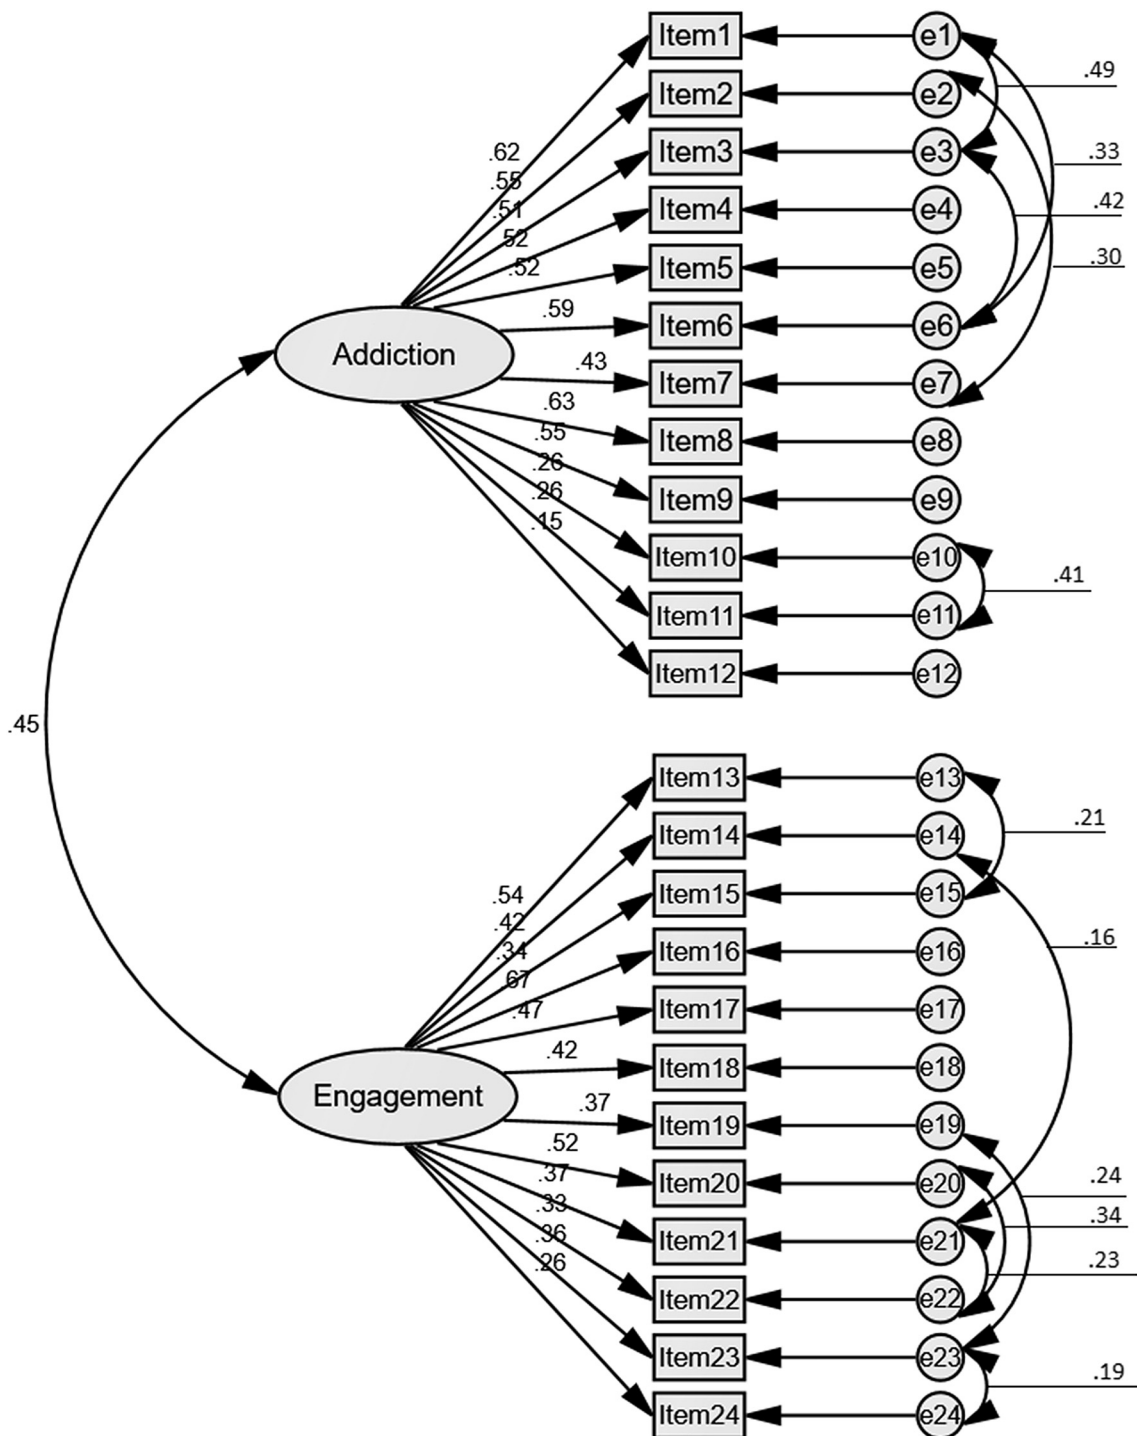 Item1
e1
.49
Item2
e2
.62
Item3
e3
.33
.55
.42
.51
Item4
e4
.52
.30
.52
Item5
e5
.59
Item6
e6
Addiction
.43
Item7
e7
.63
.55
Item8
e8
.26
.26
Item9
e9
.15
Item10
e10
.41
Item11
e11
Item12
e12
.45
Item13
e13
.21
Item14
e14
.54
Item15
e15
.42
.16
.34
Item16
e16
.67
.47
Item17
e17
.42
Item18
e18
Engagement
.37
Item19
e19
.52
.37
Item20
e20
.24
.33
.34
.36
Item21
e21
.23
.26
Item22
e22
Item23
e23
.19
Item24
e24